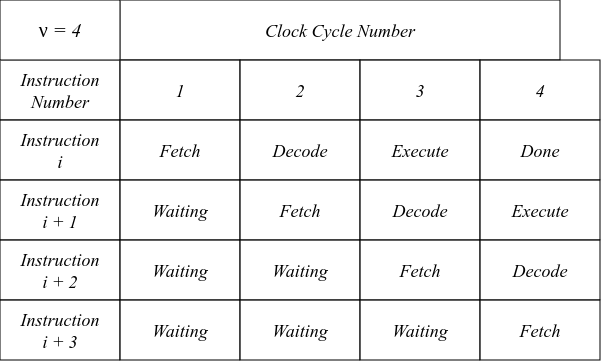 ν = 4
Clock Cycle Number
Instruction
Number
1
2
3
4
Instruction
i
Fetch
Decode
Execute
Done
Instruction
i + 1
Waiting
Fetch
Decode
Execute
Instruction
i + 2
Waiting
Waiting
Fetch
Decode
Instruction
i + 3
Waiting
Waiting
Waiting
Fetch